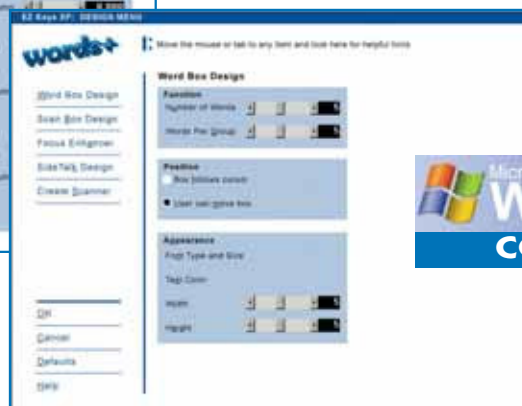 EZ Keys XP: DESIGN MENU
words+
Move the mouse or tab to any item and look here for helpful hints
Word Box Design
Scan Box Design
Focus Enhancer
SideTalk Design
Create Scanner
OK
Cancel
Defaults
Help
Word Box Design
Function
Number of Words
Words Per Group
Position
Box follows cursor
User can move box
Appearance
Font Type and Size
Text Color
Width
Height